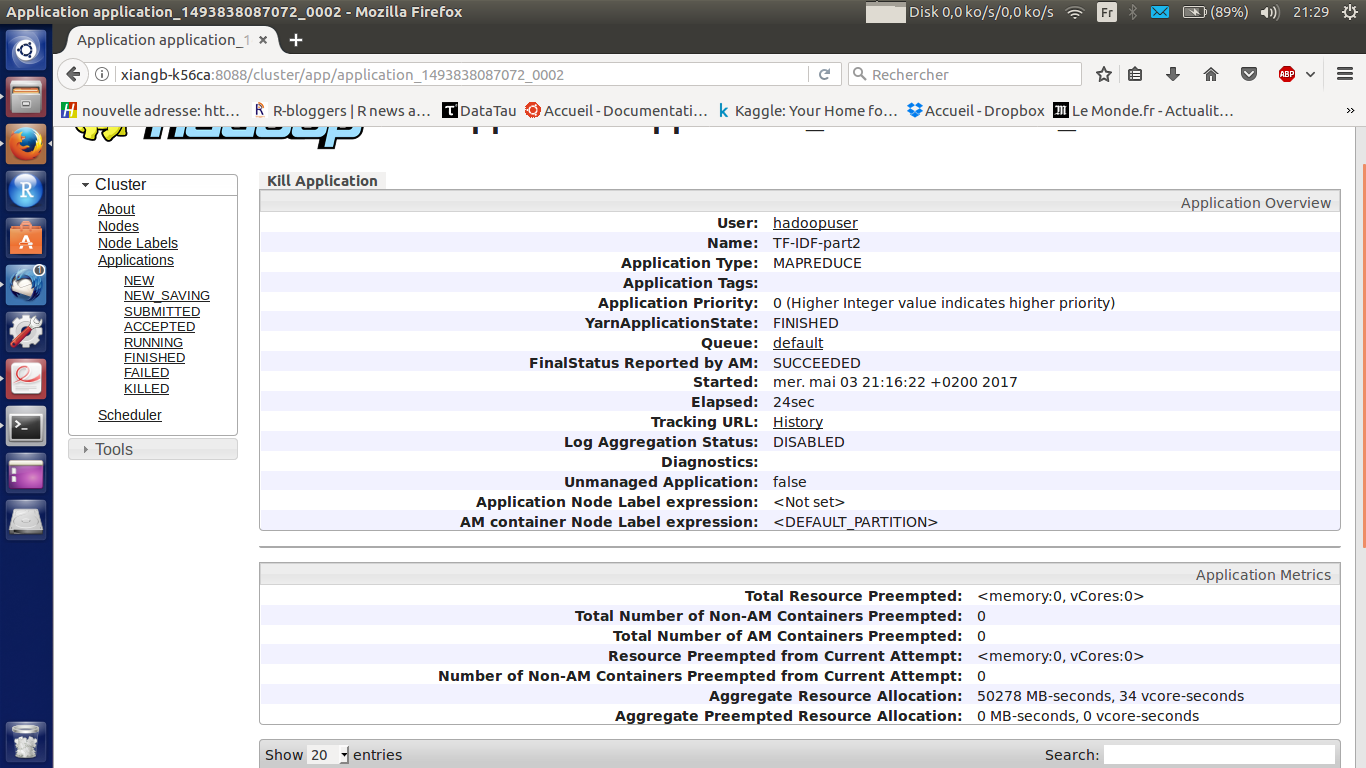 Application application_1493838087072_0002 - Mozilla Firefox
Disk 0,0 ko/s/0,0 ko/s
Fr
(89%)
21:29
Application application_1
xiangb-k56ca:8088/cluster/app/application_1493838087072_0002
Rechercher
ABP
nouvelle adresse: htt…
R-bloggers | R news a…
DataTau
Accueil - Documentati…
Kaggle: Your Home fo…
Accueil - Dropbox
Le Monde.fr - Actualit…
»
hadoop
Cluster
About
Nodes
Node Labels
Applications
NEW
NEW_SAVING
SUBMITTED
ACCEPTED
RUNNING
FINISHED
FAILED
KILLED
Scheduler
Tools
Kill Application
Application Overview
User: hadoopuser
Name: TF-IDF-part2
Application Type: MAPREDUCE
Application Tags:
Application Priority: 0 (Higher Integer value indicates higher priority)
YarnApplicationState: FINISHED
Queue: default
FinalStatus Reported by AM: SUCCEEDED
Started: mer. mai 03 21:16:22 +0200 2017
Elapsed: 24sec
Tracking URL: History
Log Aggregation Status: DISABLED
Diagnostics:
Unmanaged Application: false
Application Node Label expression: <Not set>
AM container Node Label expression: <DEFAULT_PARTITION>
Application Metrics
Total Resource Preempted: <memory:0, vCores:0>
Total Number of Non-AM Containers Preempted: 0
Total Number of AM Containers Preempted: 0
Resource Preempted from Current Attempt: <memory:0, vCores:0>
Number of Non-AM Containers Preempted from Current Attempt: 0
Aggregate Resource Allocation: 50278 MB-seconds, 34 vcore-seconds
Aggregate Preempted Resource Allocation: 0 MB-seconds, 0 vcore-seconds
Show 20 entries
Search: